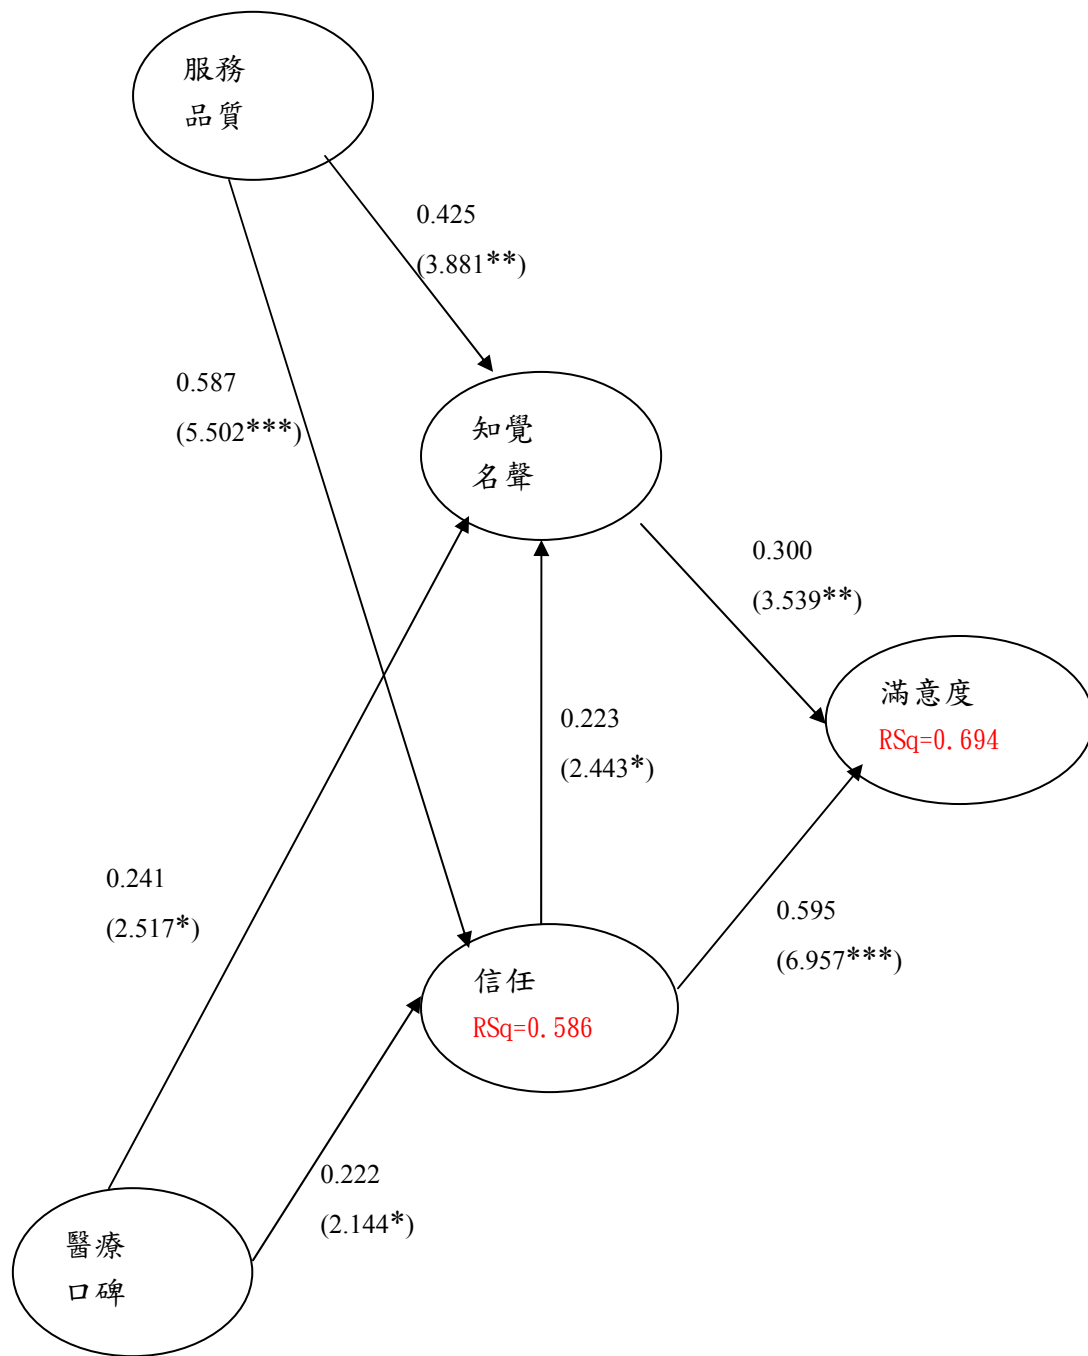 服務
品質
0.425
(3.881**)
0.587
(5.502***)
知覺
名聲
0.300
(3.539**)
滿意度
RSq=0.694
0.223
(2.443*)
0.241
(2.517*)
0.595
(6.957***)
信任
RSq=0.586
0.222
(2.144*)
醫療
口碑